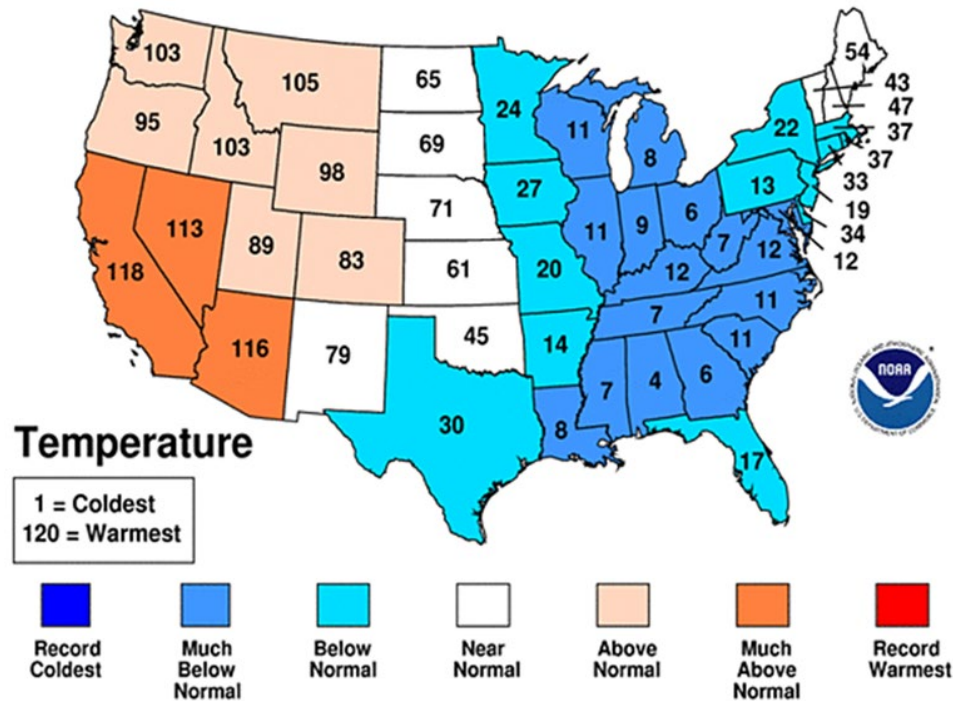 103
105
65
24
54
43
47
37
37
33
19
34
12
95
103
98
69
11
8
22
13
113
89
83
71
27
11
9
6
7
12
118
116
79
61
45
20
14
12
7
11
11
30
8
7
4
6
17
NOAA
Temperature
1 = Coldest
120 = Warmest
Record
Coldest
Much
Below
Normal
Below
Normal
Near
Normal
Above
Normal
Much
Above
Normal
Record
Warmest